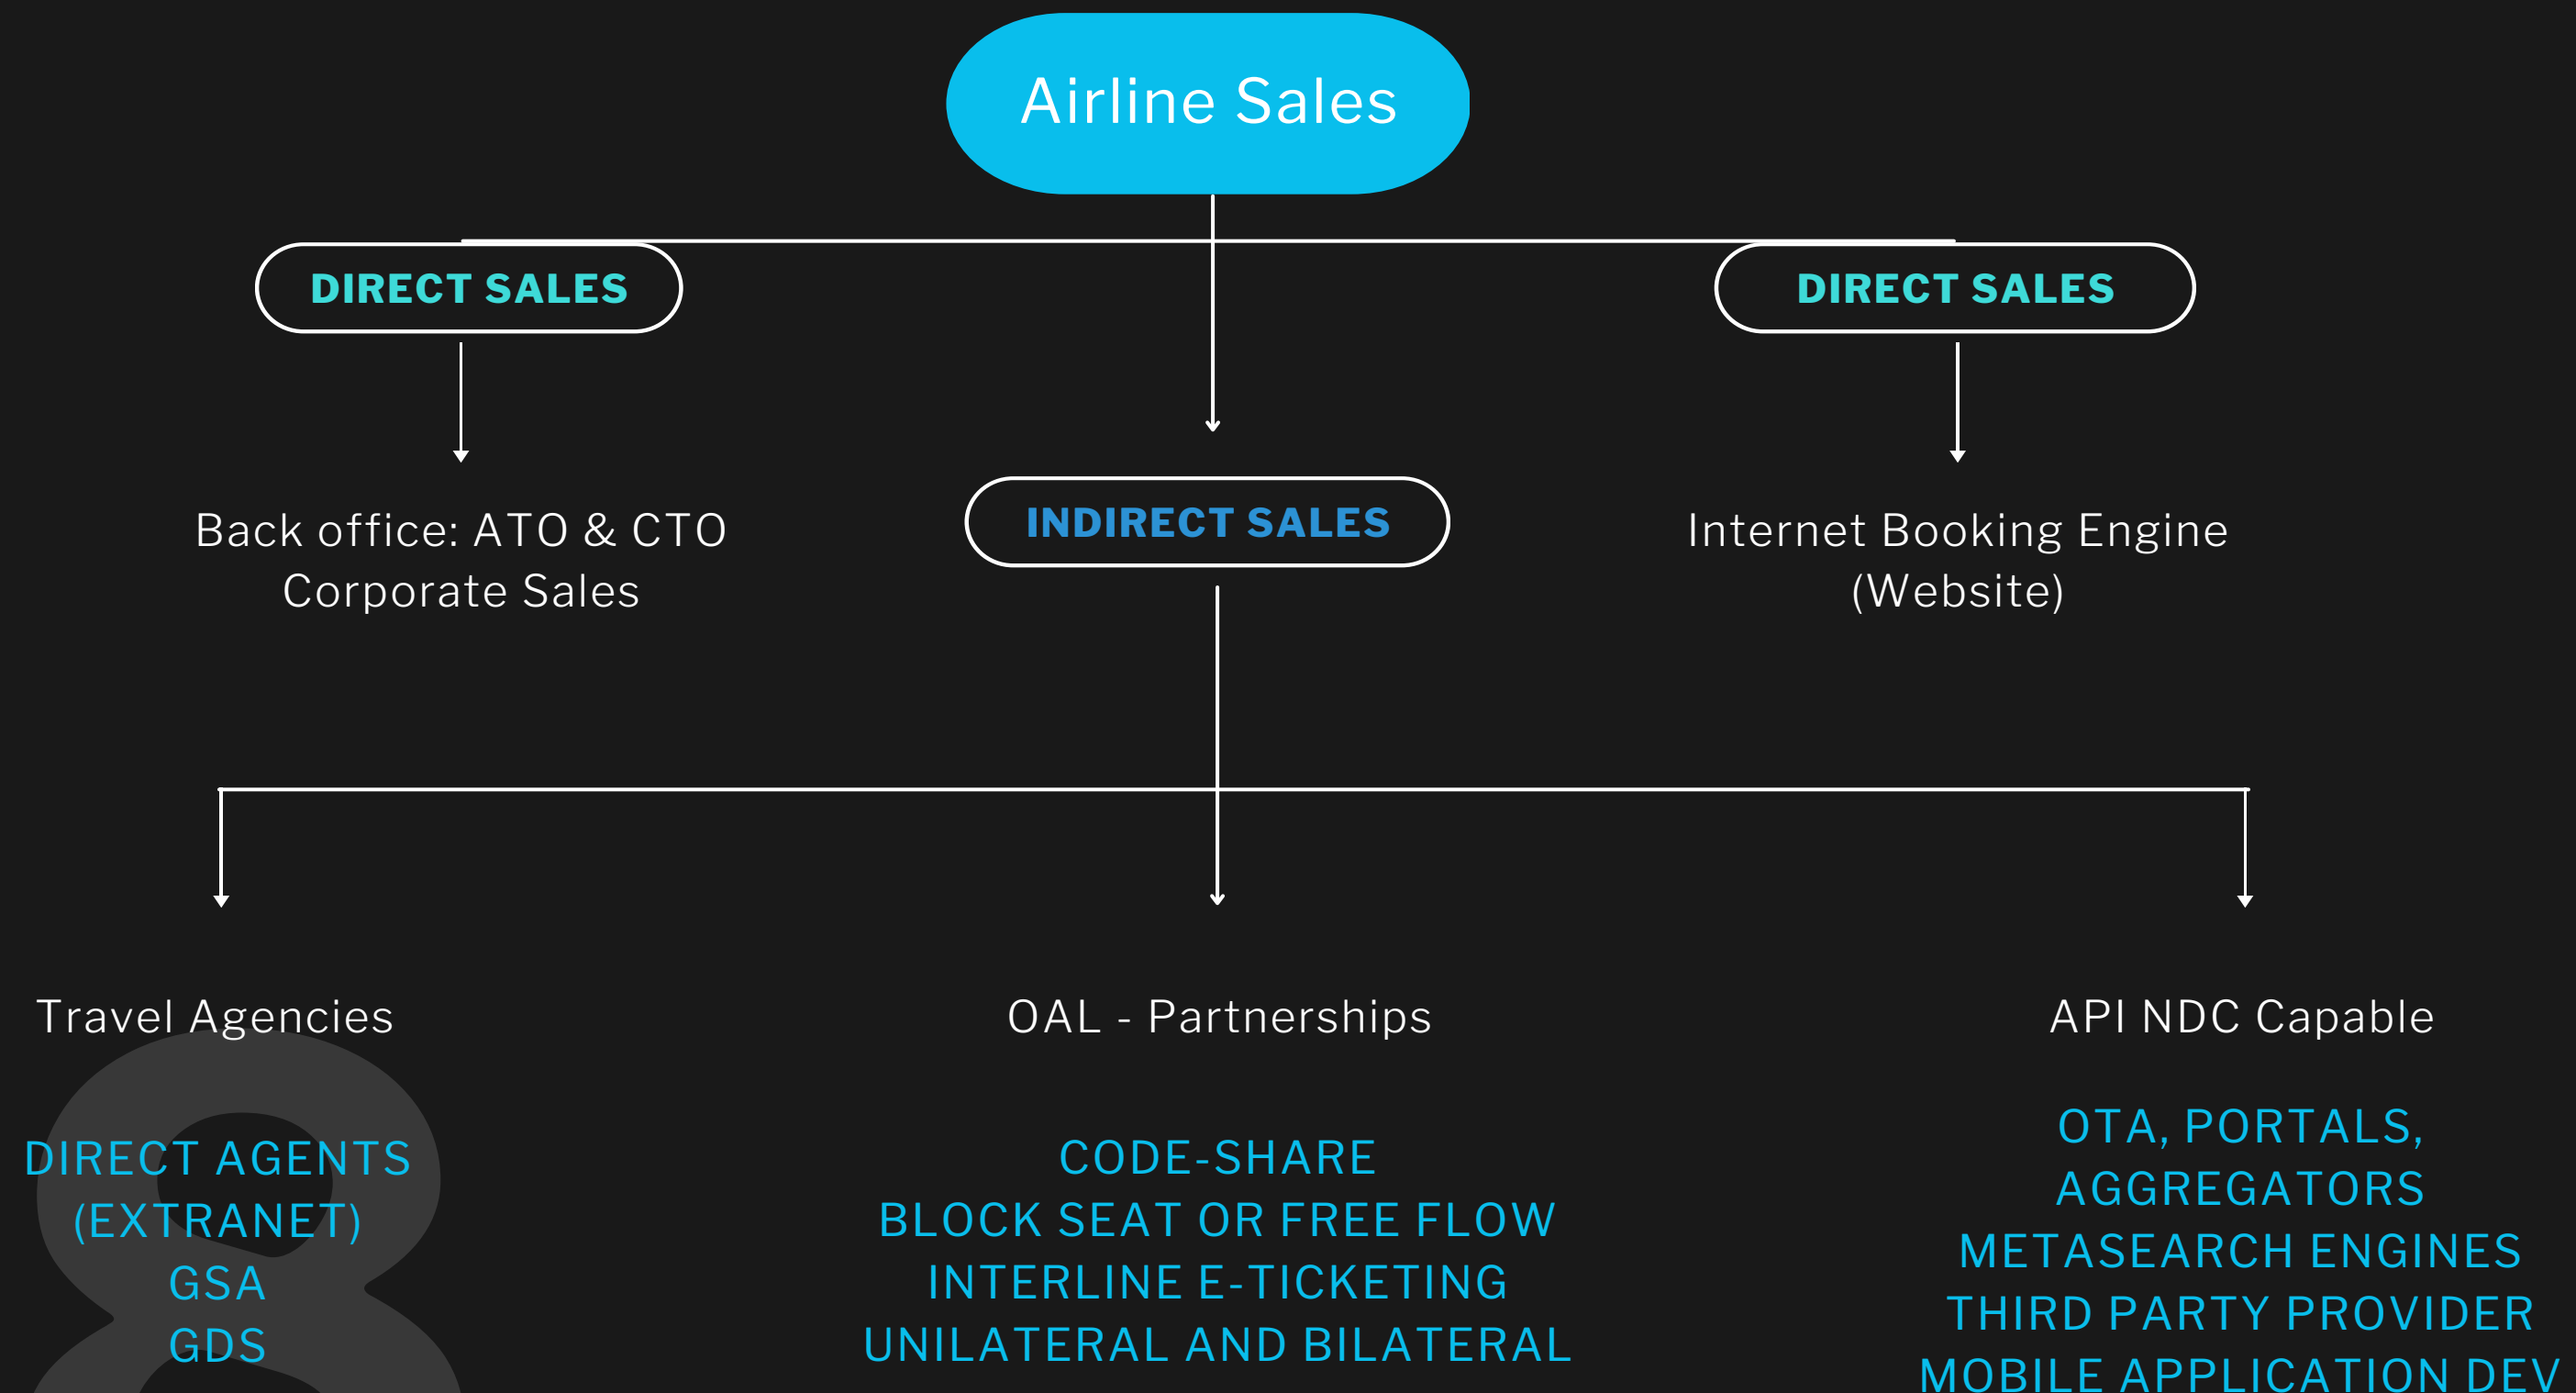 Airline Sales
DIRECT SALES
DIRECT SALES
Back office: ATO & CTO
Corporate Sales
INDIRECT SALES
Internet Booking Engine
(Website)
Travel Agencies
DIRECT AGENTS
(EXTRANET)
GSA
GDS
OAL - Partnerships
CODE-SHARE
BLOCK SEAT OR FREE FLOW
INTERLINE E-TICKETING
UNILATERAL AND BILATERAL
API NDC Capable
OTA, PORTALS,
AGGREGATORS
METASEARCH ENGINES
THIRD PARTY PROVIDER
MOBILE APPLICATION DEV
8